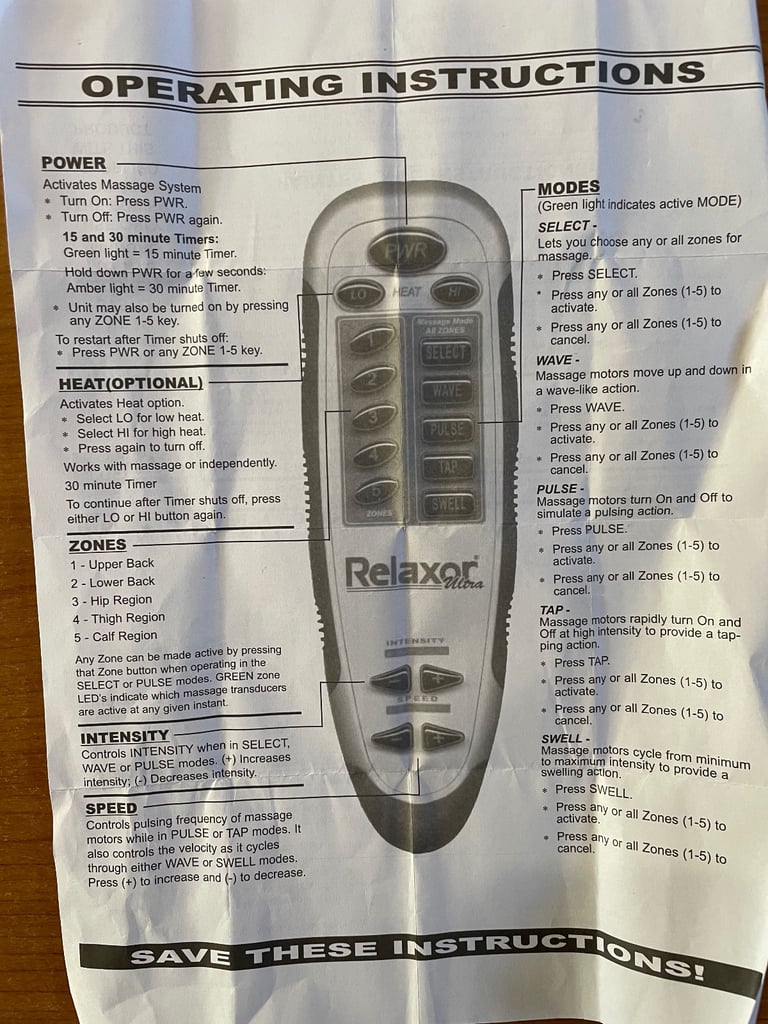 OPERATING INSTRUCTIONS
POWER
Activates Massage System
* Turn On: Press PWR.
* Turn Off: Press PWR again.
15 and 30 minute Timers:
Green light = 15 minute Timer.
Hold down PWR for a few seconds:
Amber light = 30 minute Timer.
* Unit may also be turned on by pressing
any ZONE 1-5 key.
To restart after Timer shuts off:
* Press PWR or any ZONE 1-5 key.
HEAT(OPTIONAL)
Activates Heat option.
* Select LO for low heat.
* Select HI for high heat.
* Press again to turn off.
Works with massage or independently.
30 minute Timer
To continue after Timer shuts off, press
either LO or HI button again.
ZONES
1 - Upper Back
2 - Lower Back
3 - Hip Region
4 - Thigh Region
5 - Calf Region
Any Zone can be made active by pressing
that Zone button when operating in the
SELECT or PULSE modes. GREEN zone
LED's indicate which massage transducers
are active at any given instant.
INTENSITY
Controls INTENSITY when in SELECT,
WAVE or PULSE modes. (+) Increases
intensity; (-) Decreases intensity.
SPEED
Controls pulsing frequency of massage
motors while in PULSE or TAP modes. It
also controls the velocity as it cycles
through either WAVE or SWELL modes.
Press (+) to increase and (-) to decrease.
PWR
LO HEAT HI
Massage Mode
All ZONES
1
2
3
4
5
ZONES
SELECT
WAVE
PULSE
TAP
SWELL
Relaxor®
Ultra
INTENSITY
- +
SPEED
- +
MODES
(Green light indicates active MODE)
SELECT -
Lets you choose any or all zones for
massage.
* Press SELECT.
* Press any or all Zones (1-5) to
activate.
* Press any or all Zones (1-5) to
cancel.
WAVE -
Massage motors move up and down in
a wave-like action.
* Press WAVE.
* Press any or all Zones (1-5) to
activate.
* Press any or all Zones (1-5) to
cancel.
PULSE -
Massage motors turn On and Off to
simulate a pulsing action.
* Press PULSE.
* Press any or all Zones (1-5) to
activate.
* Press any or all Zones (1-5) to
cancel.
TAP -
Massage motors rapidly turn On and
Off at high intensity to provide a tap-
ping action.
* Press TAP.
* Press any or all Zones (1-5) to
activate.
* Press any or all Zones (1-5) to
cancel.
SWELL -
Massage motors cycle from minimum
to maximum intensity to provide a
swelling action.
* Press SWELL.
* Press any or all Zones (1-5) to
activate.
* Press any or all Zones (1-5) to
cancel.
SAVE THESE INSTRUCTIONS!